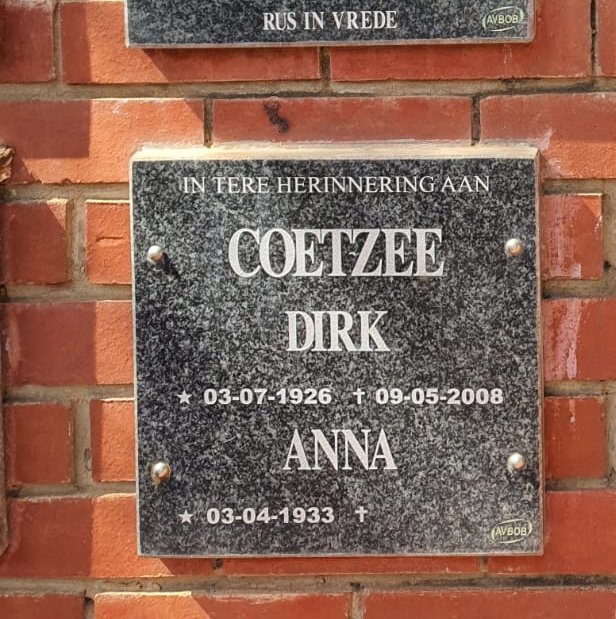 RUS IN VREDE
AVBOB
IN TERE HERINNERING AAN
COETZEE
DIRK
★ 03-07-1926 ✝ 09-05-2008
ANNA
★ 03-04-1933 ✝
AVBOB